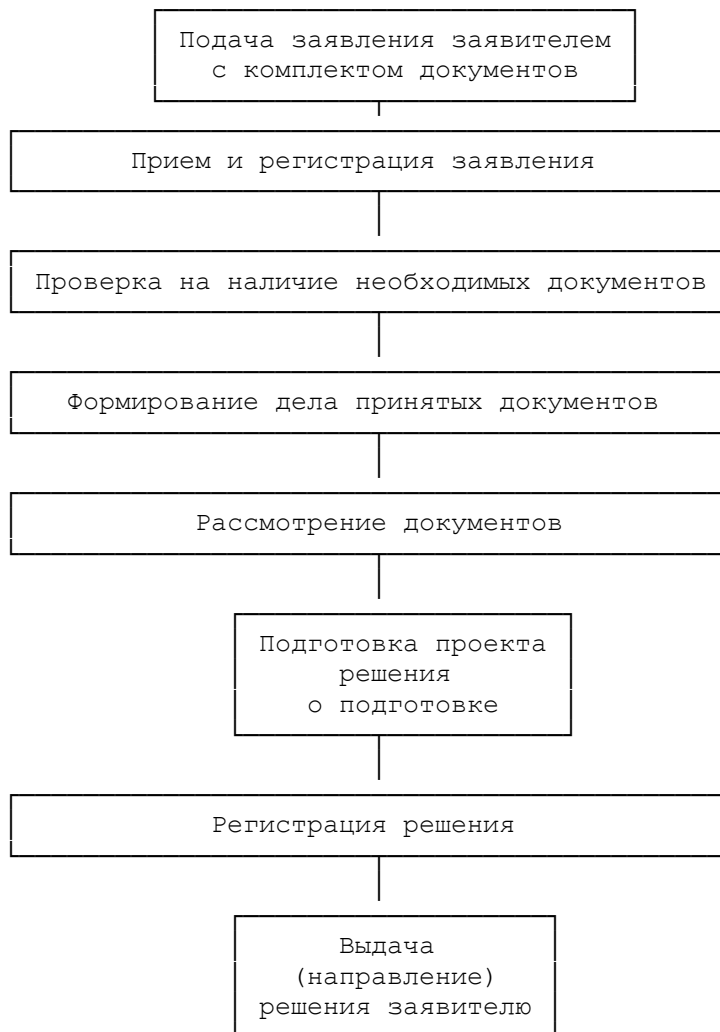 Подача заявления заявителем
с комплектом документов
Прием и регистрация заявления
Проверка на наличие необходимых документов
Формирование дела принятых документов
Рассмотрение документов
Подготовка проекта
решения
о подготовке
Регистрация решения
Выдача
(направление)
решения заявителю